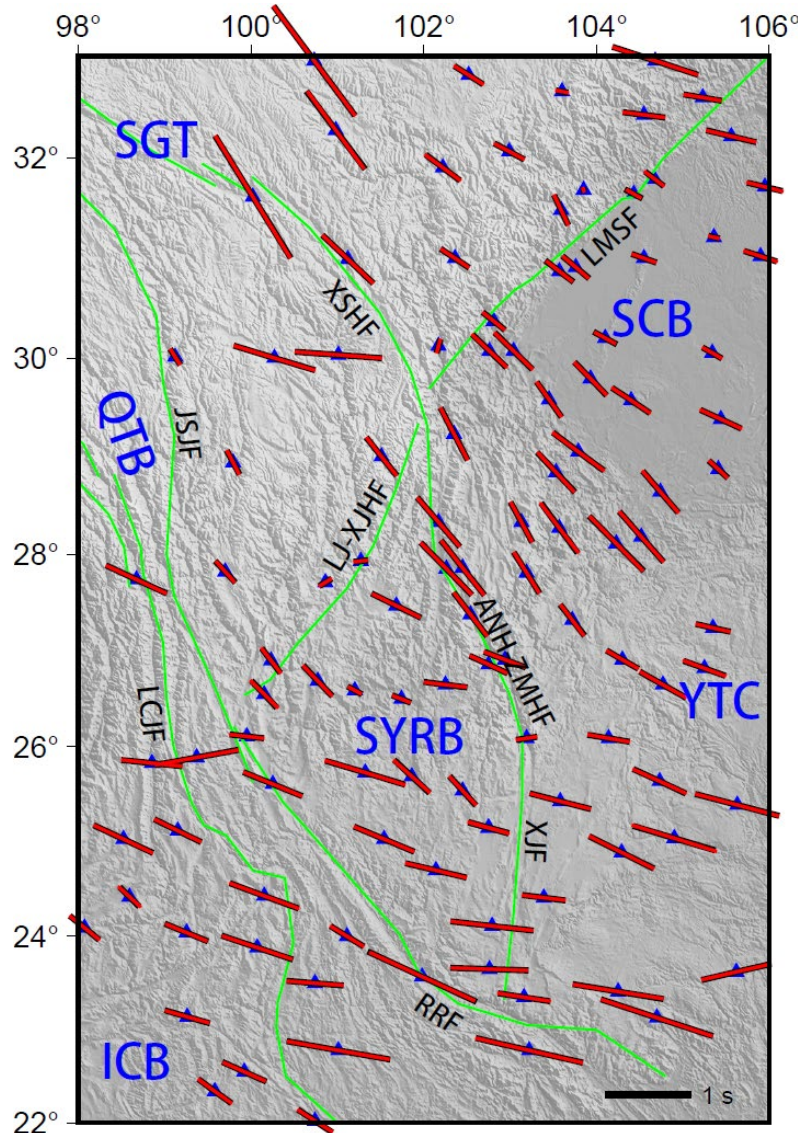 98° 100° 102° 104° 106°
32°
30°
28°
26°
24°
22°
SGT
LMSF
XSHF
SCB
QTB
JSJF
LJ-XJHF
ANH-ZMHF
LCJF
YTC
SYRB
XJF
RRF
ICB
1 s